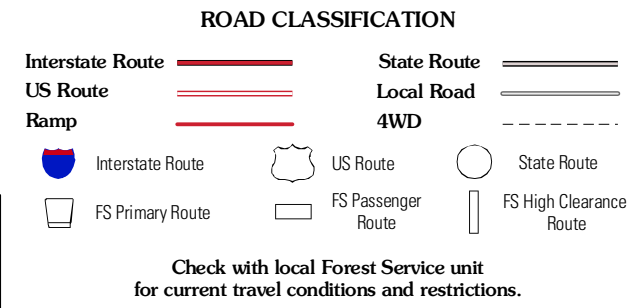 ROAD CLASSIFICATION
Interstate Route
State Route
US Route
Local Road
Ramp
4WD
Interstate Route
US Route
State Route
FS Primary Route
FS Passenger
Route
FS High Clearance
Route
Check with local Forest Service unit
for current travel conditions and restrictions.